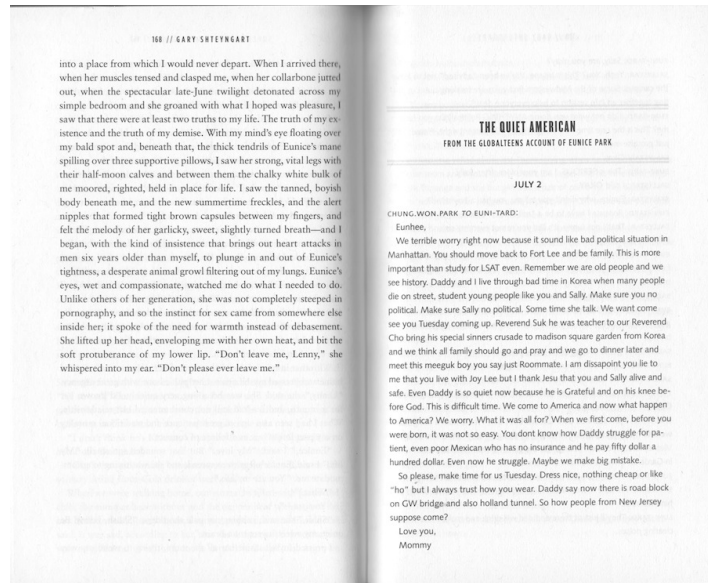 168 // GARY SHTEYNGART
into a place from which I would never depart. When I arrived there,
when her muscles tensed and clasped me, when her collarbone jutted
out, when the spectacular late-June twilight detonated across my
simple bedroom and she groaned with what I hoped was pleasure, I
saw that there were at least two truths to my life. The truth of my ex-
istence and the truth of my demise. With my mind's eye floating over
my bald spot and, beneath that, the thick tendrils of Eunice's mane
spilling over three supportive pillows, I saw her strong, vital legs with
their half-moon calves and between them the chalky white bulk of
me moored, righted, held in place for life. I saw the tanned, boyish
body beneath me, and the new summertime freckles, and the alert
nipples that formed tight brown capsules between my fingers, and
felt the melody of her garlicky, sweet, slightly turned breath—and I
began, with the kind of insistence that brings out heart attacks in
men six years older than myself, to plunge in and out of Eunice's
tightness, a desperate animal growl filtering out of my lungs. Eunice's
eyes, wet and compassionate, watched me do what I needed to do.
Unlike others of her generation, she was not completely steeped in
pornography, and so the instinct for sex came from somewhere else
inside her; it spoke of the need for warmth instead of debasement.
She lifted up her head, enveloping me with her own heat, and bit the
soft protuberance of my lower lip. "Don't leave me, Lenny," she
whispered into my ear. "Don't please ever leave me."
THE QUIET AMERICAN
FROM THE GLOBALTEENS ACCOUNT OF EUNICE PARK
JULY 2
CHUNG.WON.PARK TO EUNI-TARD:
Eunhee,
We terrible worry right now because it sound like bad political situation in
Manhattan. You should move back to Fort Lee and be family. This is more
important than study for LSAT even. Remember we are old people and we
see history. Daddy and I live through bad time in Korea when many people
die on street, student young people like you and Sally. Make sure you no
political. Make sure Sally no political. Some time she talk. We want come
see you Tuesday coming up. Reverend Suk he was teacher to our Reverend
Cho bring his special sinners crusade to madison square garden from Korea
and we think all family should go and pray and we go to dinner later and
meet this meeguk boy you say just Roommate. I am dissapoint you lie to
me that you live with Joy Lee but I thank Jesu that you and Sally alive and
safe. Even Daddy is so quiet now because he is Grateful and on his knee be-
fore God. This is difficult time. We come to America and now what happen
to America? We worry. What it was all for? When we first come, before you
were born, it was not so easy. You dont know how Daddy struggle for pa-
tient, even poor Mexican who has no insurance and he pay fifty dollar a
hundred dollar. Even now he struggle. Maybe we make big mistake.
So please, make time for us Tuesday. Dress nice, nothing cheap or like
"ho" but I always trust how you wear. Daddy say now there is road block
on GW bridge and also holland tunnel. So how people from New Jersey
suppose come?
Love you,
Mommy